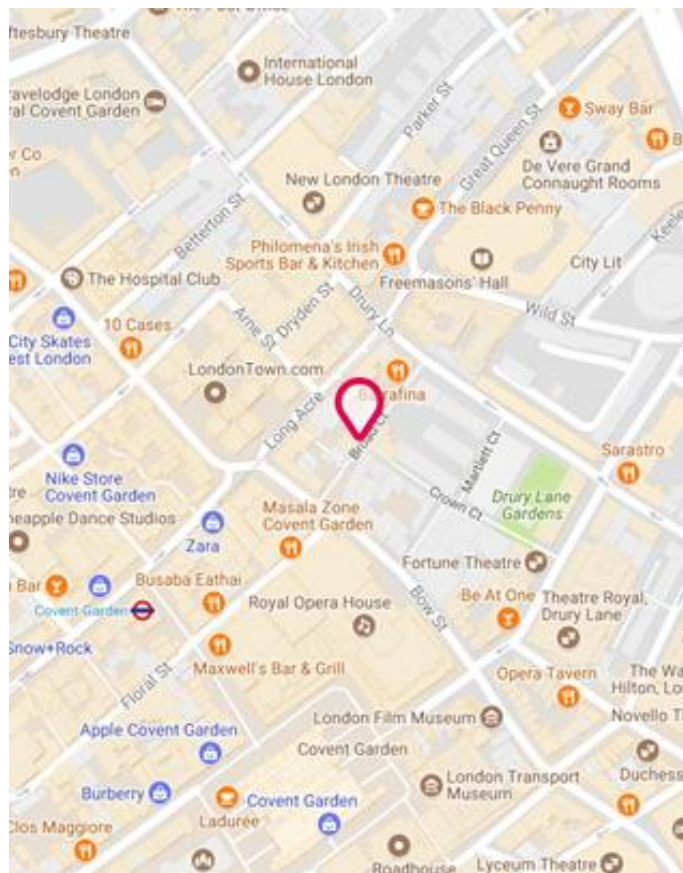 ftesbury Theatre
International
House London
avelodge London
al Covent Garden
Parker St
Great Queen St
Sway Bar
B
De Vere Grand
Connaught Rooms
New London Theatre
The Black Penny
Betterton St
Philomena's Irish
Sports Bar & Kitchen
Freemasons' Hall
City Lit
Keele
The Hospital Club
Wild St
Dryden St
Drury Ln
Arne St
10 Cases
City Skates
est London
LondonTown.com
Long Acre
Broad Ct
Martlett Ct
Sarastro
Nike Store
Covent Garden
tre
neapple Dance Studios
Crown Ct
Drury Lane
Gardens
Masala Zone
Covent Garden
Zara
Fortune Theatre
Bar
Busaba Eathai
Bow St
Covent Garden
Royal Opera House
Be At One
Theatre Royal,
Drury Lane
Snow+Rock
Maxwell's Bar & Grill
Floral St
Opera Tavern
The Wa
Hilton, Lo
London Film Museum
Novello T
Apple Covent Garden
Covent Garden
London Transport
Museum
Duchess
Burberry
Ladurée
Covent Garden
Clos Maggiore
Roadhouse
Lyceum Theatre